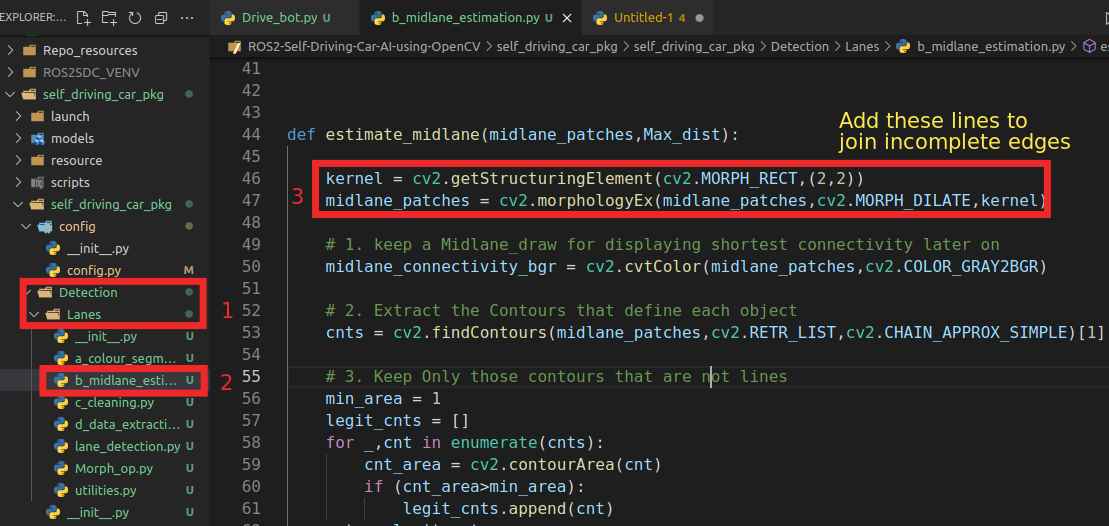 EXPLORER:...
Drive_bot.py U
b_midlane_estimation.py U
Untitled-1 4
ROS2-Self-Driving-Car-AI-using-OpenCV > self_driving_car_pkg > self_driving_car_pkg > Detection > Lanes > b_midlane_estimation.py >
Repo_resources
ROS2SDC_VENV
self_driving_car_pkg
launch
models
resource
scripts
self_driving_car_pkg
config
__init__.py
config.py M
Detection
Lanes
__init__.py U
a_colour_segm... U
b_midlane_esti... U
c_cleaning.py U
d_data_extracti... U
lane_detection.py U
Morph_op.py U
utilities.py U
__init__.py U
1
2
3
Add these lines to
join incomplete edges
41
42
43
44 def estimate_midlane(midlane_patches,Max_dist):
45
46 kernel = cv2.getStructuringElement(cv2.MORPH_RECT,(2,2))
47 midlane_patches = cv2.morphologyEx(midlane_patches,cv2.MORPH_DILATE,kernel)
48
49 # 1. keep a Midlane_draw for displaying shortest connectivity later on
50 midlane_connectivity_bgr = cv2.cvtColor(midlane_patches,cv2.COLOR_GRAY2BGR)
51
52 # 2. Extract the Contours that define each object
53 cnts = cv2.findContours(midlane_patches,cv2.RETR_LIST,cv2.CHAIN_APPROX_SIMPLE)[1]
54
55 # 3. Keep Only those contours that are not lines
56 min_area = 1
57 legit_cnts = []
58 for _,cnt in enumerate(cnts):
59 cnt_area = cv2.contourArea(cnt)
60 if (cnt_area>min_area):
61 legit_cnts.append(cnt)